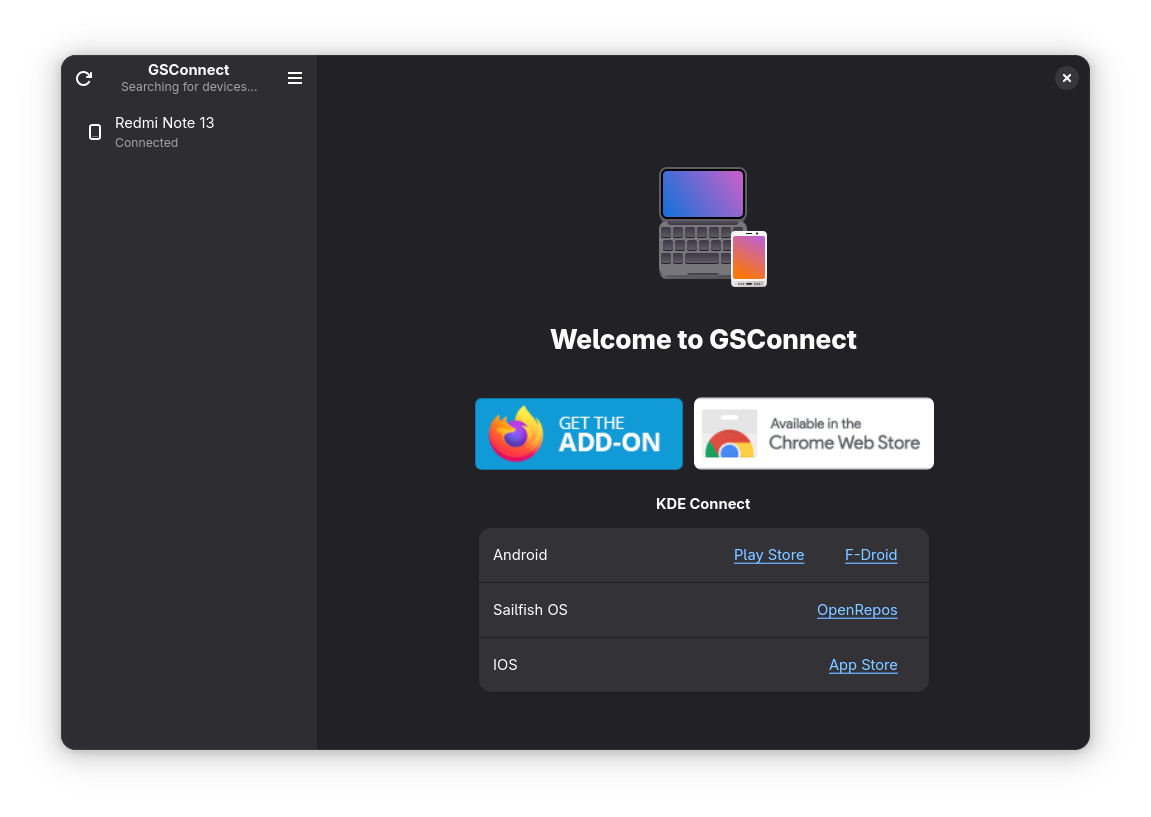 GSConnect
Searching for devices...
Redmi Note 13
Connected
Welcome to GSConnect
GET THE
ADD-ON
Available in the
Chrome Web Store
KDE Connect
Android Play Store F-Droid
Sailfish OS OpenRepos
IOS App Store